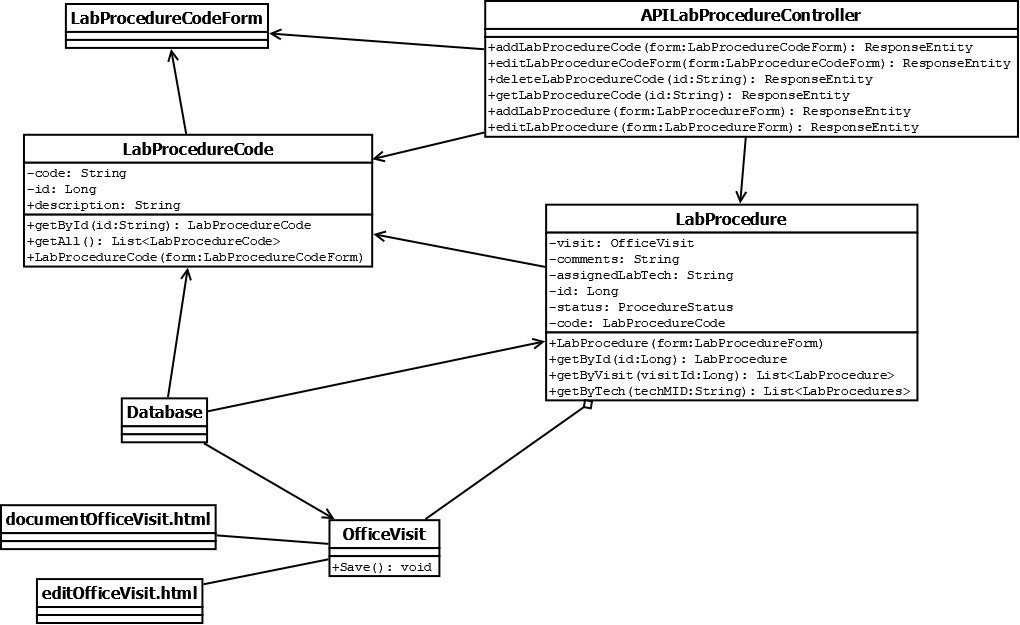 LabProcedureCodeForm
APILabProcedureController
+addLabProcedureCode(form:LabProcedureCodeForm): ResponseEntity
+editLabProcedureCodeForm(form:LabProcedureCodeForm): ResponseEntity
+deleteLabProcedureCode(id:String): ResponseEntity
+getLabProcedureCode(id:String): ResponseEntity
+addLabProcedure(form:LabProcedureForm): ResponseEntity
+editLabProcedure(form:LabProcedureForm): ResponseEntity
LabProcedureCode
-code: String
-id: Long
+description: String
+getById(id:String): LabProcedureCode
+getAll(): List<LabProcedureCode>
+LabProcedureCode(form:LabProcedureCodeForm)
LabProcedure
-visit: OfficeVisit
-comments: String
-assignedLabTech: String
-id: Long
-status: ProcedureStatus
-code: LabProcedureCode
+LabProcedure(form:LabProcedureForm)
+getById(id:Long): LabProcedure
+getByVisit(visitId:Long): List<LabProcedure>
+getByTech(techMID:String): List<LabProcedures>
Database
documentOfficeVisit.html
OfficeVisit
+Save(): void
editOfficeVisit.html